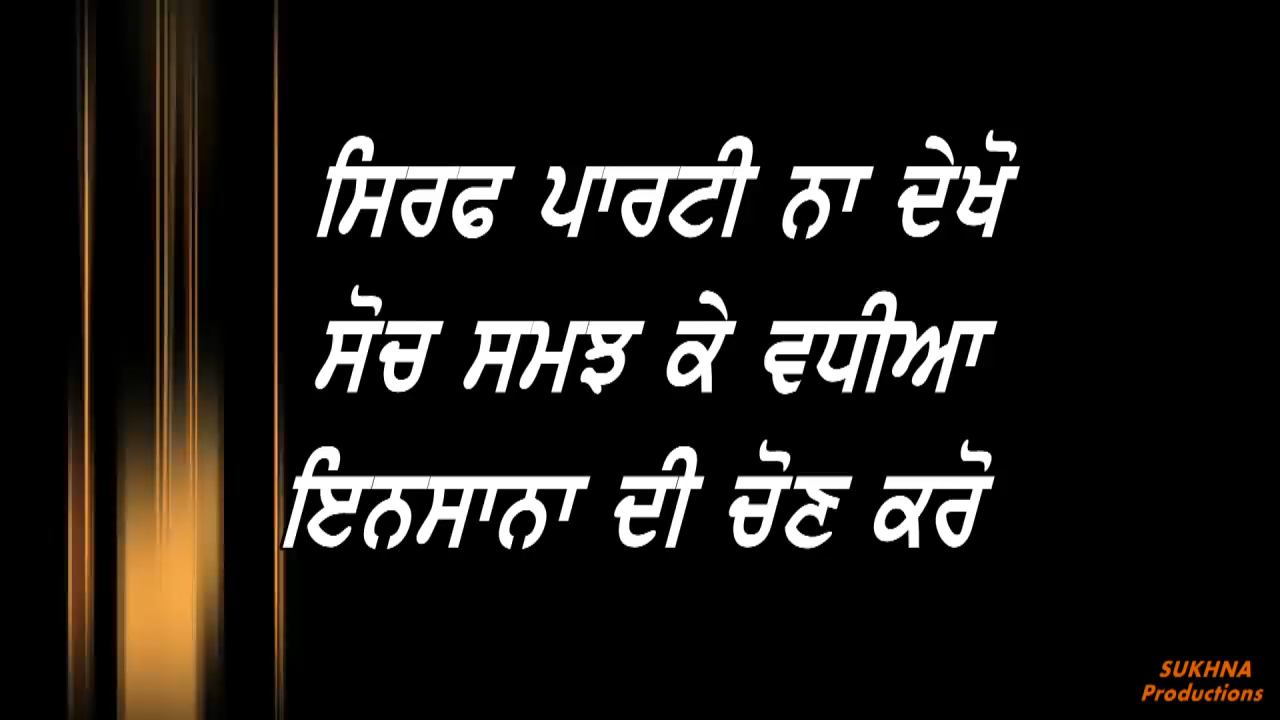 ਸਿਰਫ ਪਾਰਟੀ ਨਾ ਦੇਖੋ
ਸੋਚ ਸਮਝ ਕੇ ਵਧੀਆ
ਇਨਸਾਨਾ ਦੀ ਚੋਣ ਕਰੋ
SUKHNA
Productions